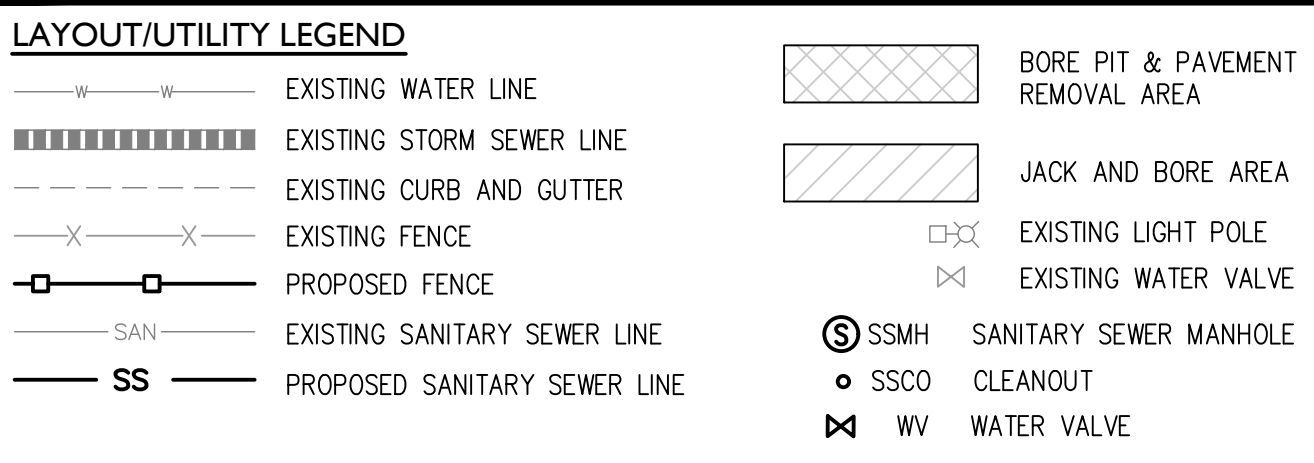 LAYOUT/UTILITY LEGEND
W W EXISTING WATER LINE
EXISTING STORM SEWER LINE
EXISTING CURB AND GUTTER
X X EXISTING FENCE
PROPOSED FENCE
SAN EXISTING SANITARY SEWER LINE
SS PROPOSED SANITARY SEWER LINE
BORE PIT & PAVEMENT
REMOVAL AREA
JACK AND BORE AREA
EXISTING LIGHT POLE
EXISTING WATER VALVE
S SSMH SANITARY SEWER MANHOLE
SSCO CLEANOUT
WV WATER VALVE